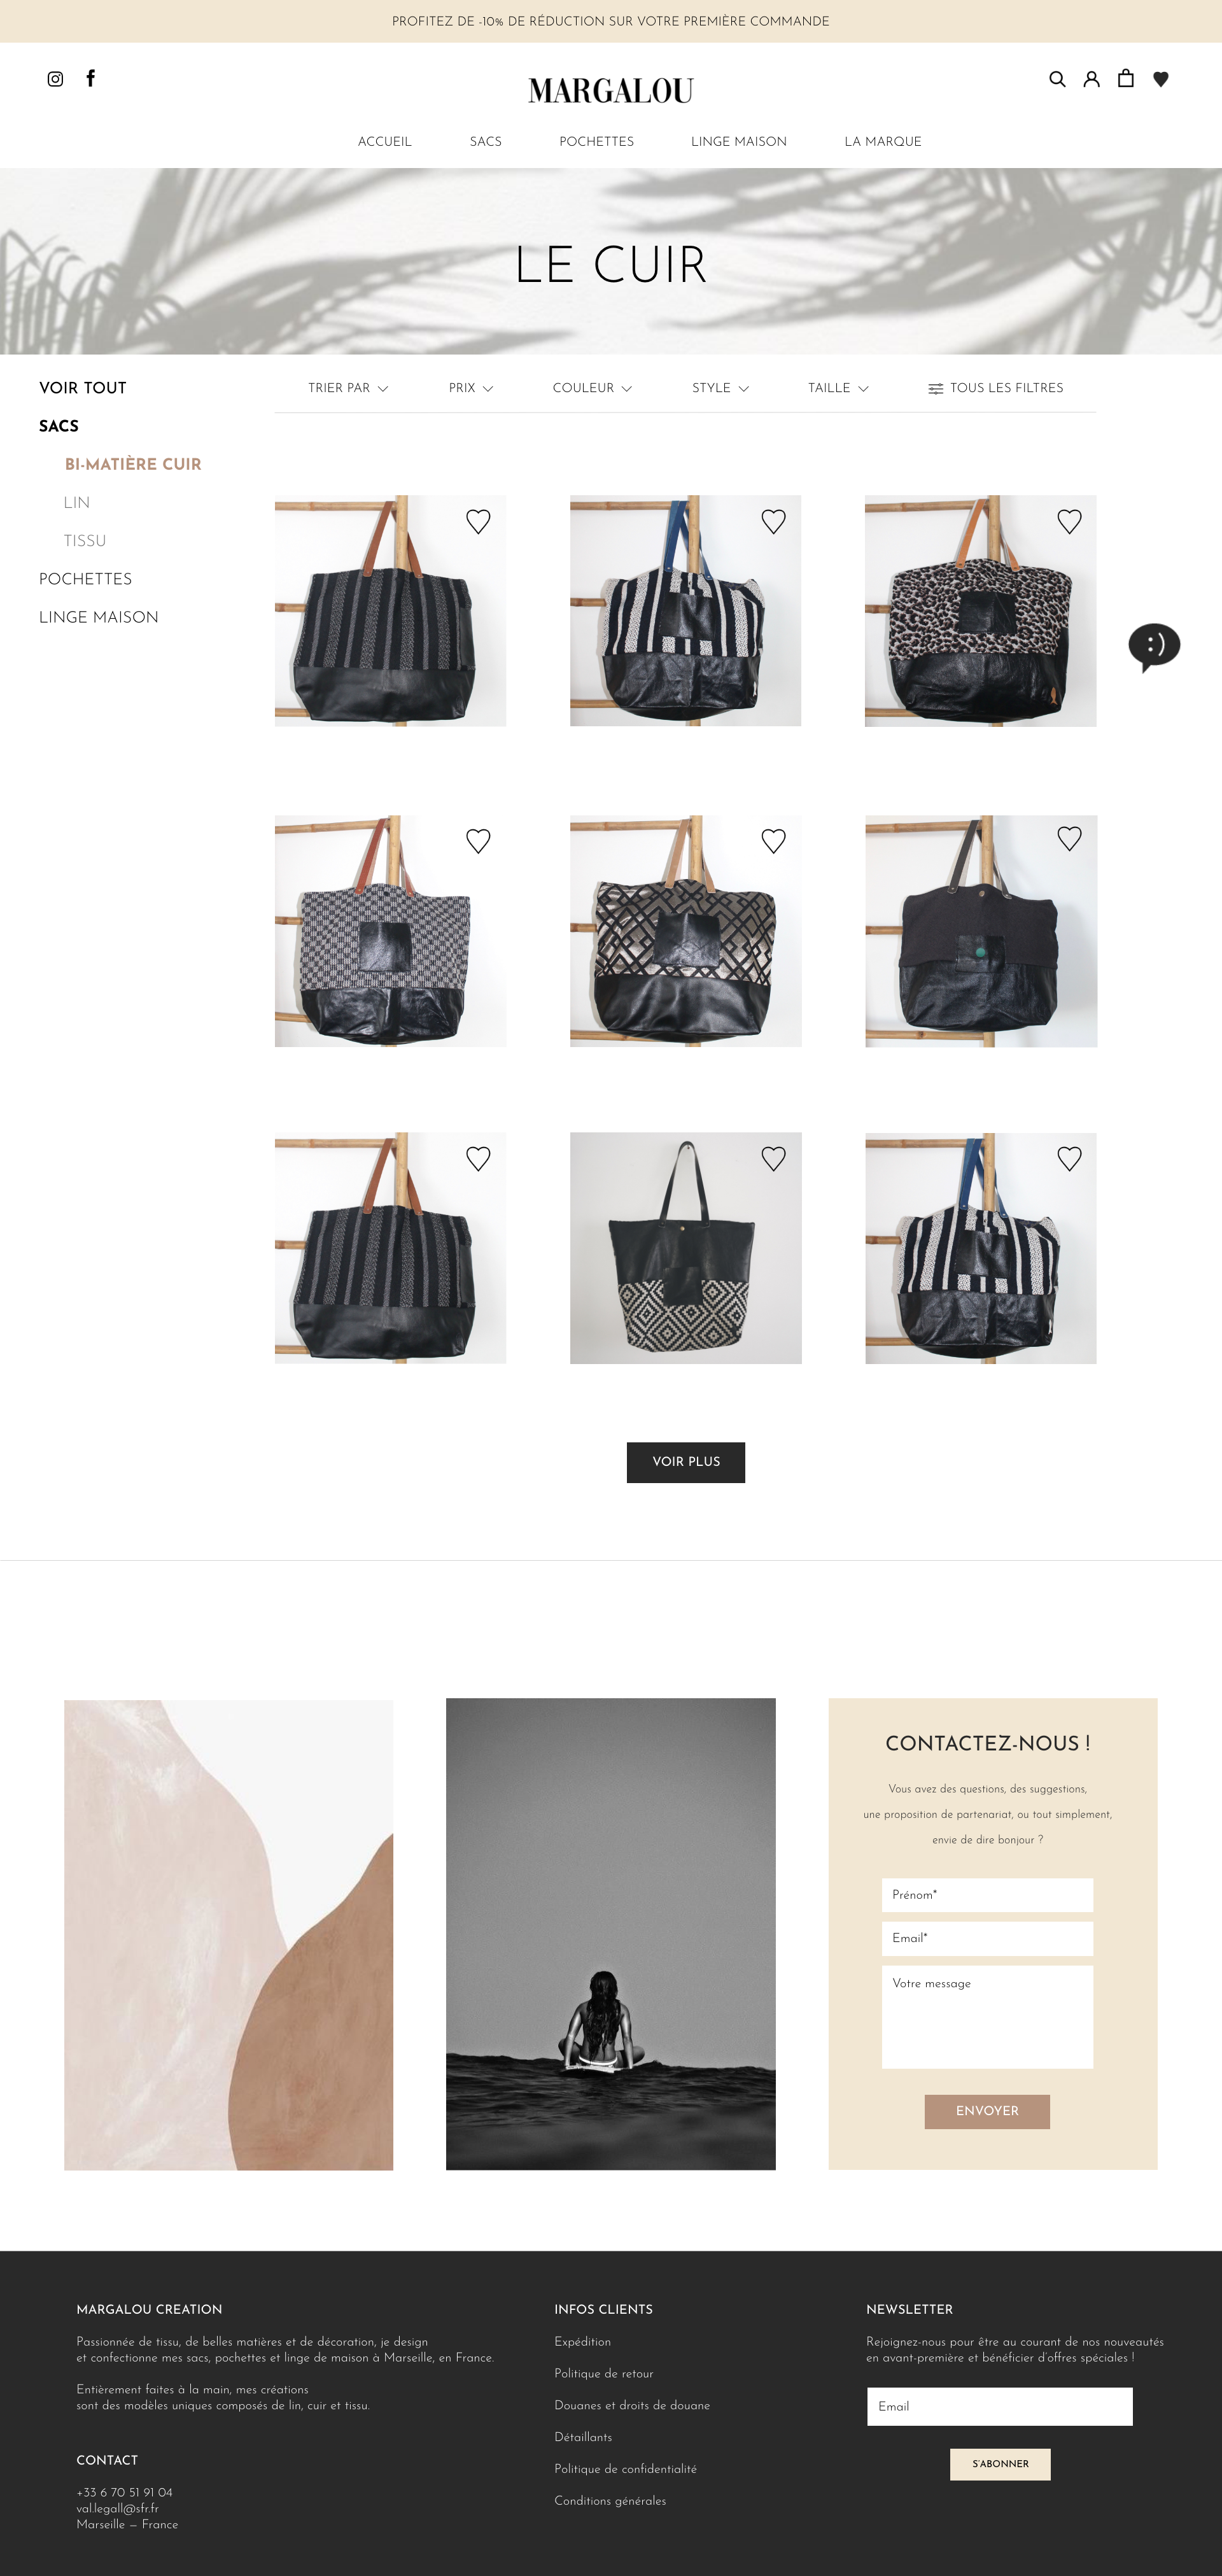 PROFITEZ DE -10% DE RÉDUCTION SUR VOTRE PREMIÈRE COMMANDE
MARGALOU
ACCUEIL
SACS
POCHETTES
LINGE MAISON
LA MARQUE
LE CUIR
VOIR TOUT
SACS
BI-MATIÈRE CUIR
LIN
TISSU
POCHETTES
LINGE MAISON
TRIER PAR
PRIX
COULEUR
STYLE
TAILLE
TOUS LES FILTRES
:)
VOIR PLUS
CONTACTEZ-NOUS !
Vous avez des questions, des suggestions,
une proposition de partenariat, ou tout simplement,
envie de dire bonjour ?
Prénom*
Email*
Votre message
ENVOYER
MARGALOU CREATION
Passionnée de tissu, de belles matières et de décoration, je design
et confectionne mes sacs, pochettes et linge de maison à Marseille, en France.
Entièrement faites à la main, mes créations
sont des modèles uniques composés de lin, cuir et tissu.
CONTACT
+33 6 70 51 91 04
val.legall@sfr.fr
Marseille – France
INFOS CLIENTS
Expédition
Politique de retour
Douanes et droits de douane
Détaillants
Politique de confidentialité
Conditions générales
NEWSLETTER
Rejoignez-nous pour être au courant de nos nouveautés
en avant-première et bénéficier d'offres spéciales !
Email
S'ABONNER